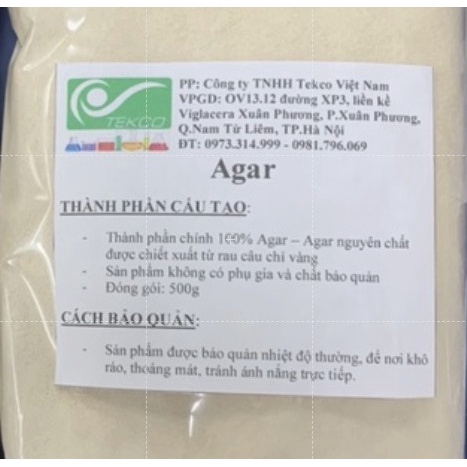 TEKCO
PP: Công ty TNHH Tekco Việt Nam
VPGD: OV13.12 đường XP3, liền kề
Viglacera Xuân Phương, P.Xuân Phương,
Q.Nam Từ Liêm, TP.Hà Nội
ĐT: 0973.314.999 - 0981.796.069
Agar
THÀNH PHẦN CẤU TẠO:
- Thành phần chính 100% Agar – Agar nguyên chất
được chiết xuất từ rau câu chỉ vàng
- Sản phẩm không có phụ gia và chất bảo quản
- Đóng gói: 500g
CÁCH BẢO QUẢN:
- Sản phẩm được bảo quản nhiệt độ thường, để nơi khô
ráo, thoáng mát, tránh ánh nắng trực tiếp.